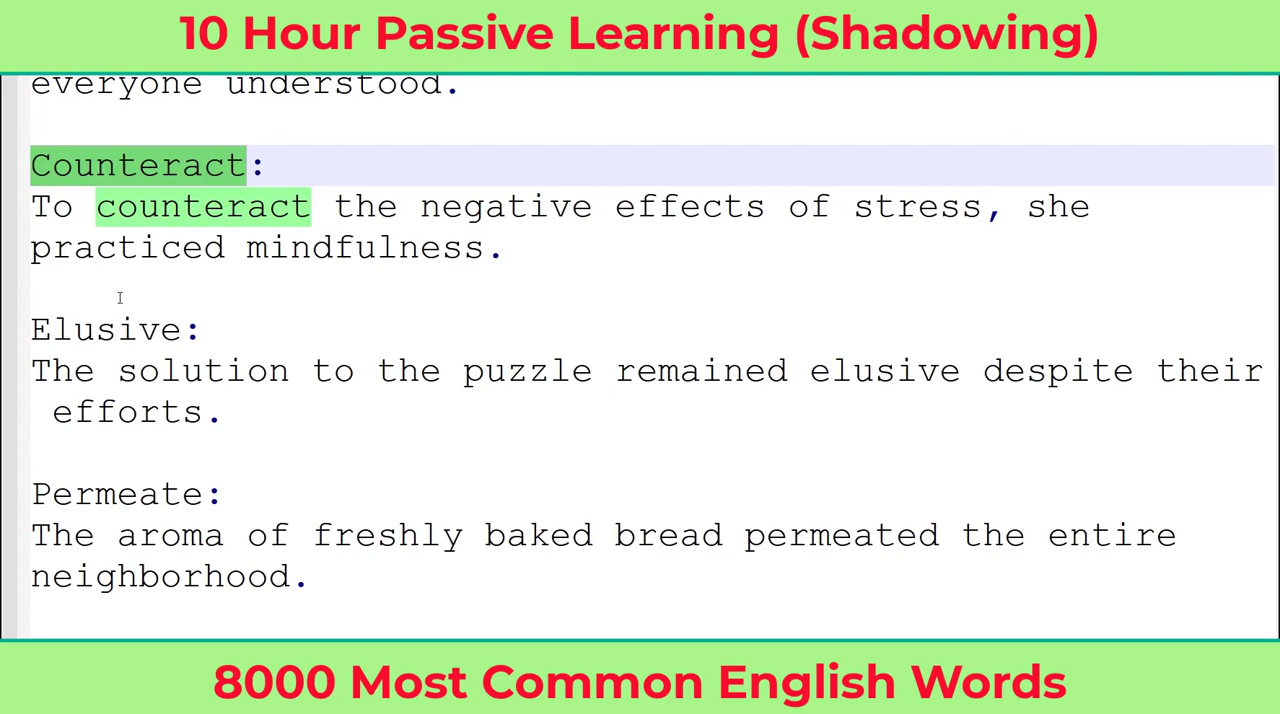 10 Hour Passive Learning (Shadowing)
everyone understood.
Counteract:
To counteract the negative effects of stress, she
practiced mindfulness.
Elusive:
The solution to the puzzle remained elusive despite their
efforts.
Permeate:
The aroma of freshly baked bread permeated the entire
neighborhood.
8000 Most Common English Words